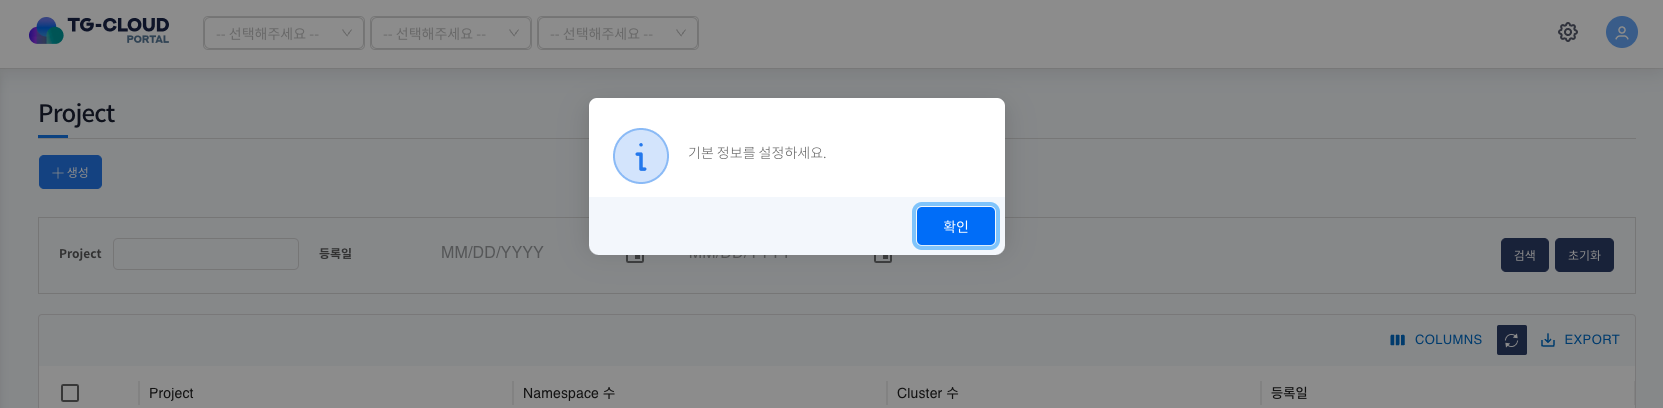 TG-CLOUD
PORTAL
-- 선택해주세요 -- -- 선택해주세요 -- -- 선택해주세요 --
Project
생성
기본 정보를 설정하세요.
확인
Project 등록일 MM/DD/YYYY MM/DD/YYYY 검색 초기화
COLUMNS EXPORT
Project Namespace 수 Cluster 수 등록일